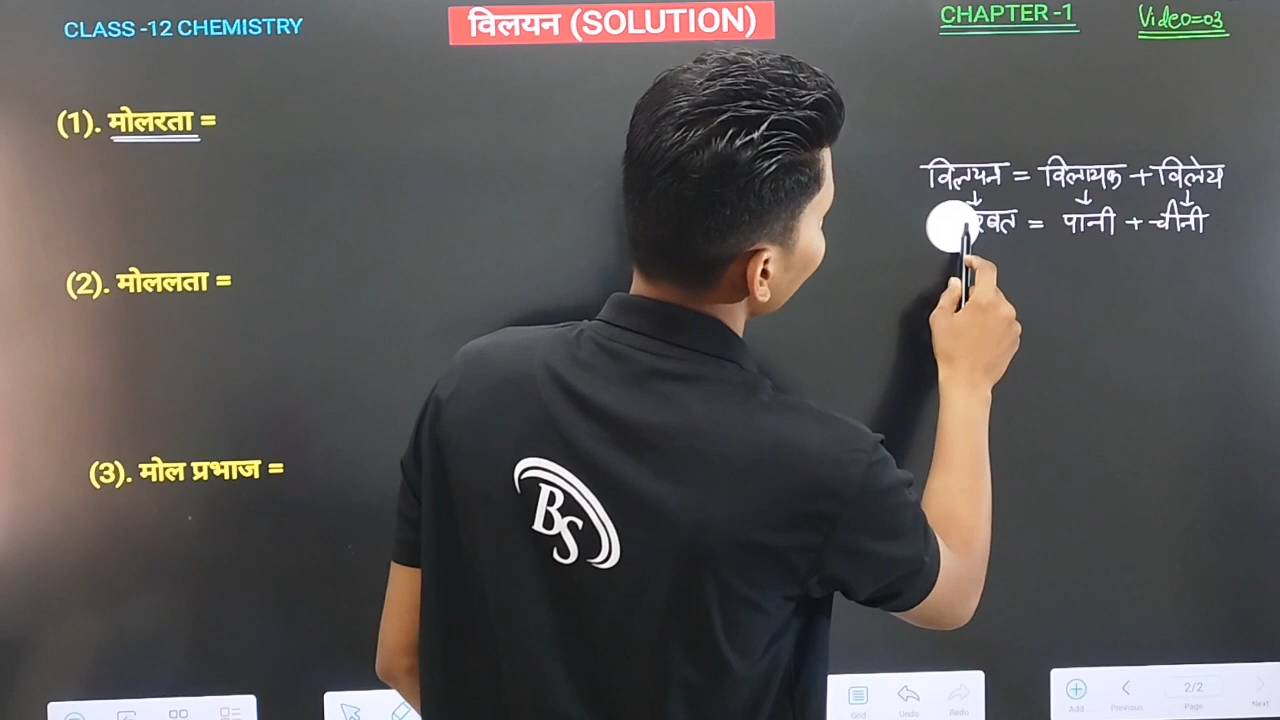 CLASS -12 CHEMISTRY
विलयन (SOLUTION)
CHAPTER -1
Video=03
(1). मोलरता =
विलयन = विलायक + विलेय
= पानी + चीनी
(2). मोललता =
(3). मोल प्रभाज =
BS
Grid
Undo
Redo
Add
Previous
2/2
Page
Next